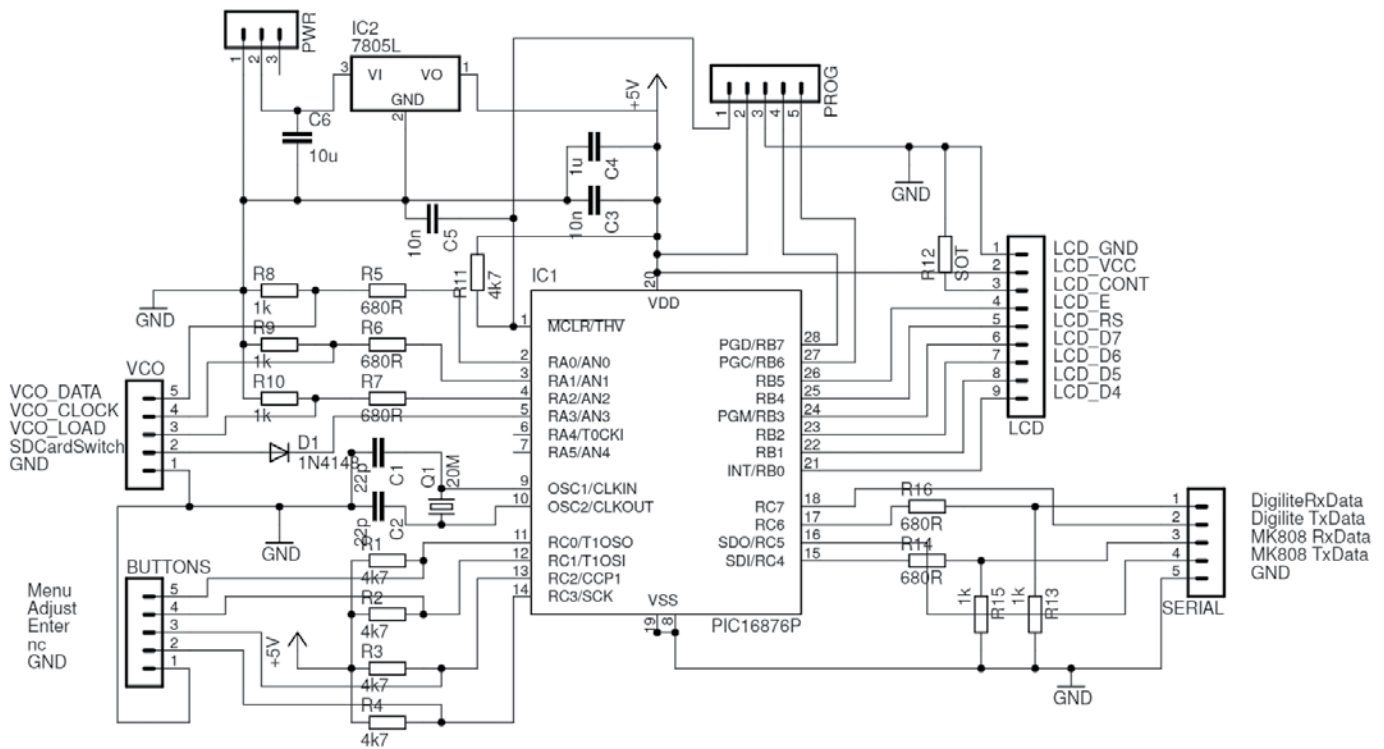 PWR
1
2
3
IC2
7805L
3
VI
VO
1
GND
2
C6
10u
+5V
PROG
1
2
3
4
5
1u
C4
10n
C3
10n
C5
GND
R12
SOT
1
2
3
4
5
6
7
8
9
LCD_GND
LCD_VCC
LCD_CONT
LCD_E
LCD_RS
LCD_D7
LCD_D6
LCD_D5
LCD_D4
LCD
R11
4k7
R8
1k
R5
680R
R9
1k
R6
680R
R10
1k
R7
680R
GND
VCO
VCO_DATA
VCO_CLOCK
VCO_LOAD
SDCardSwitch
GND
5
4
3
2
1
D1
1N4148
22p
C1
22p
C2
Q1
20M
GND
IC1
20
VDD
1 MCLR/THV
2 RA0/AN0
3 RA1/AN1
4 RA2/AN2
5 RA3/AN3
6 RA4/T0CKI
7 RA5/AN4
9 OSC1/CLKIN
10 OSC2/CLKOUT
11 RC0/T1OSO
12 RC1/T1OSI
13 RC2/CCP1
14 RC3/SCK
PGD/RB7 28
PGC/RB6 27
RB5 26
RB4 25
PGM/RB3 24
RB2 23
RB1 22
INT/RB0 21
RC7 18
RC6 17
SDO/RC5 16
SDI/RC4 15
VSS
19
8
PIC16876P
BUTTONS
Menu
Adjust
Enter
nc
GND
5
4
3
2
1
+5V
R1
4k7
R2
4k7
R3
4k7
R4
4k7
R16
680R
R14
680R
1k
R15
1k
R13
GND
1
2
3
4
5
SERIAL
DigiliteRxData
Digilite TxData
MK808 RxData
MK808 TxData
GND